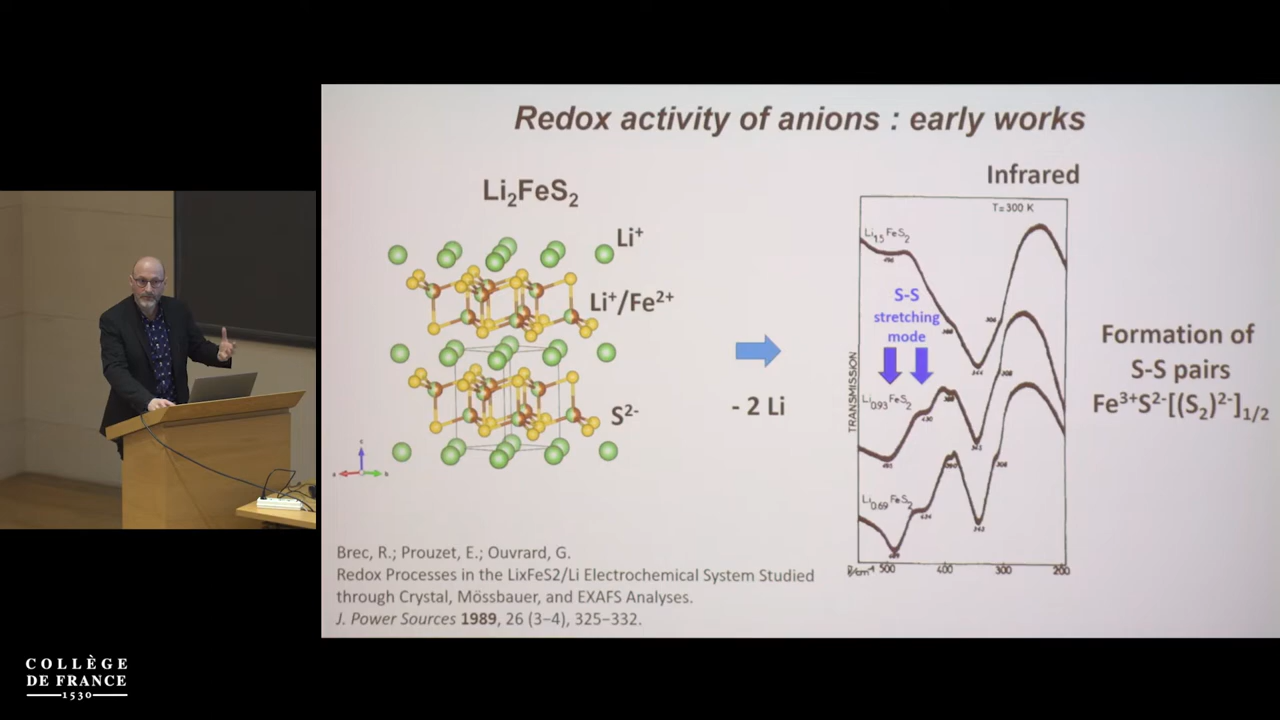 Redox activity of anions : early works
Li₂FeS₂
Li⁺
Li⁺/Fe²⁺
S²⁻
- 2 Li
Infrared
T=300 K
Li₁.₅FeS₂
S-S
stretching
mode
Li₀.₉₃FeS₂
Li₀.₆₉FeS₂
TRANSMISSION
500
400
300
200
Formation of
S-S pairs
Fe³⁺S²⁻[(S₂)²⁻]₁/₂
Brec, R.; Prouzet, E.; Ouvrard, G.
Redox Processes in the LixFeS2/Li Electrochemical System Studied
through Crystal, Mössbauer, and EXAFS Analyses.
J. Power Sources 1989, 26 (3−4), 325−332.
COLLÈGE
DE FRANCE
1530